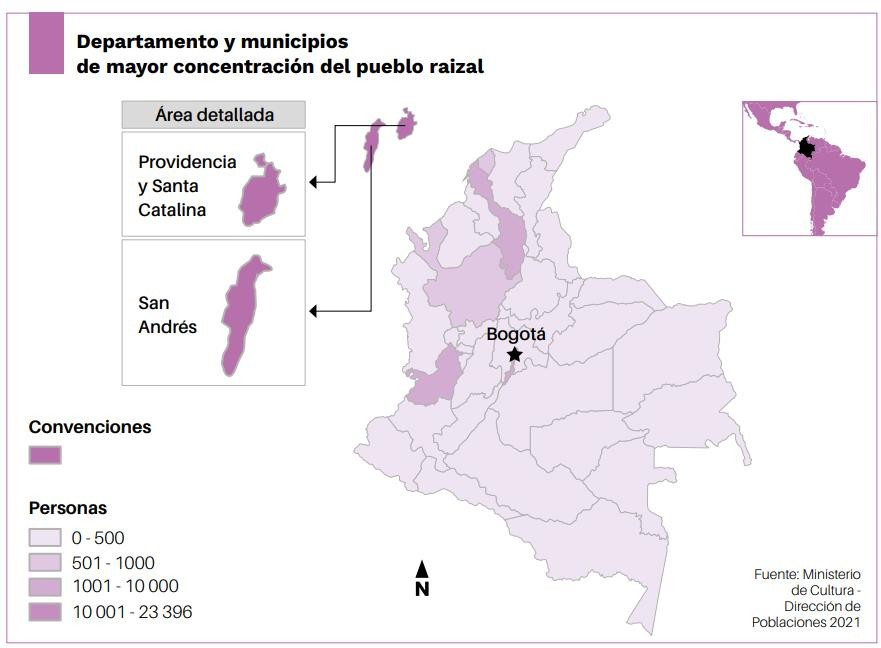 Departamento y municipios
de mayor concentración del pueblo raizal
Área detallada
Providencia
y Santa
Catalina
San
Andrés
Bogotá
Convenciones
Personas
0 - 500
501 - 1000
1001 - 10 000
10 001 - 23 396
N
Fuente: Ministerio
de Cultura -
Dirección de
Poblaciones 2021